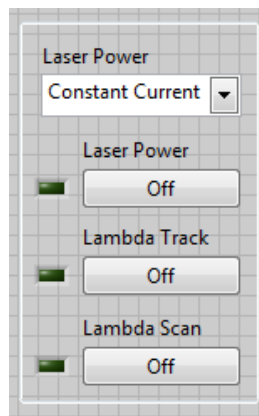 Laser Power
Constant Current
Laser Power
Off
Lambda Track
Off
Lambda Scan
Off